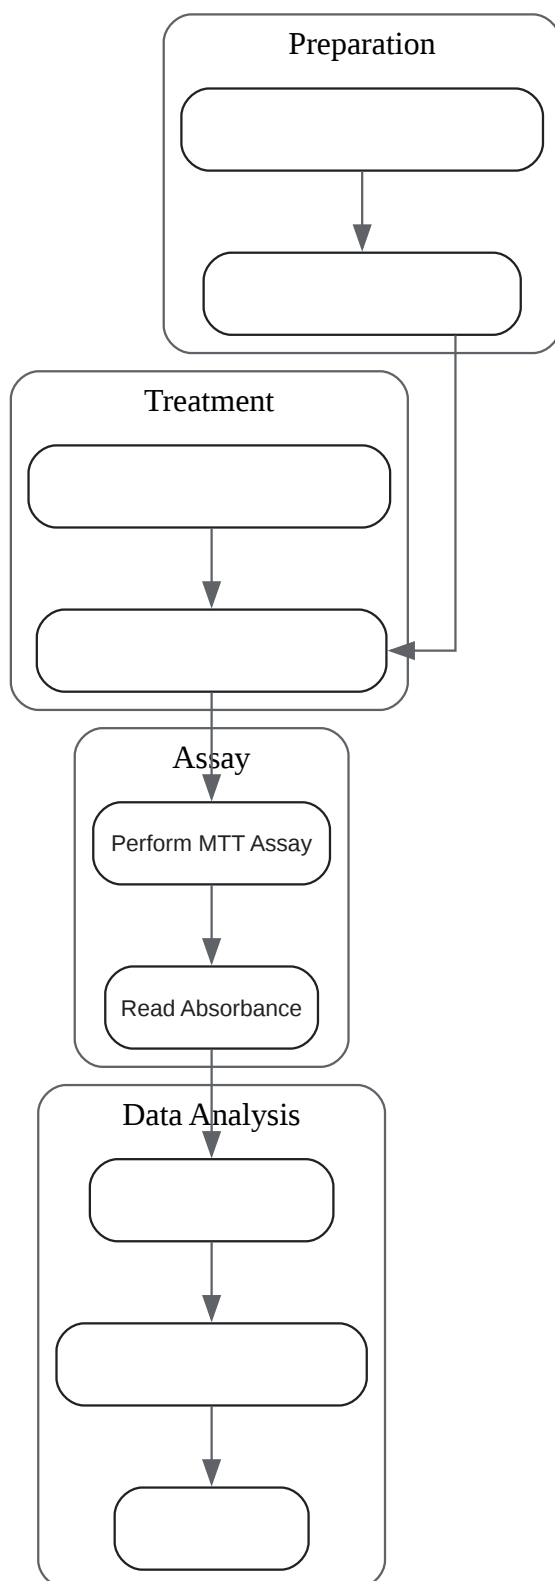 Preparation
Treatment
Assay
Perform MTT Assay
Read Absorbance
Data Analysis